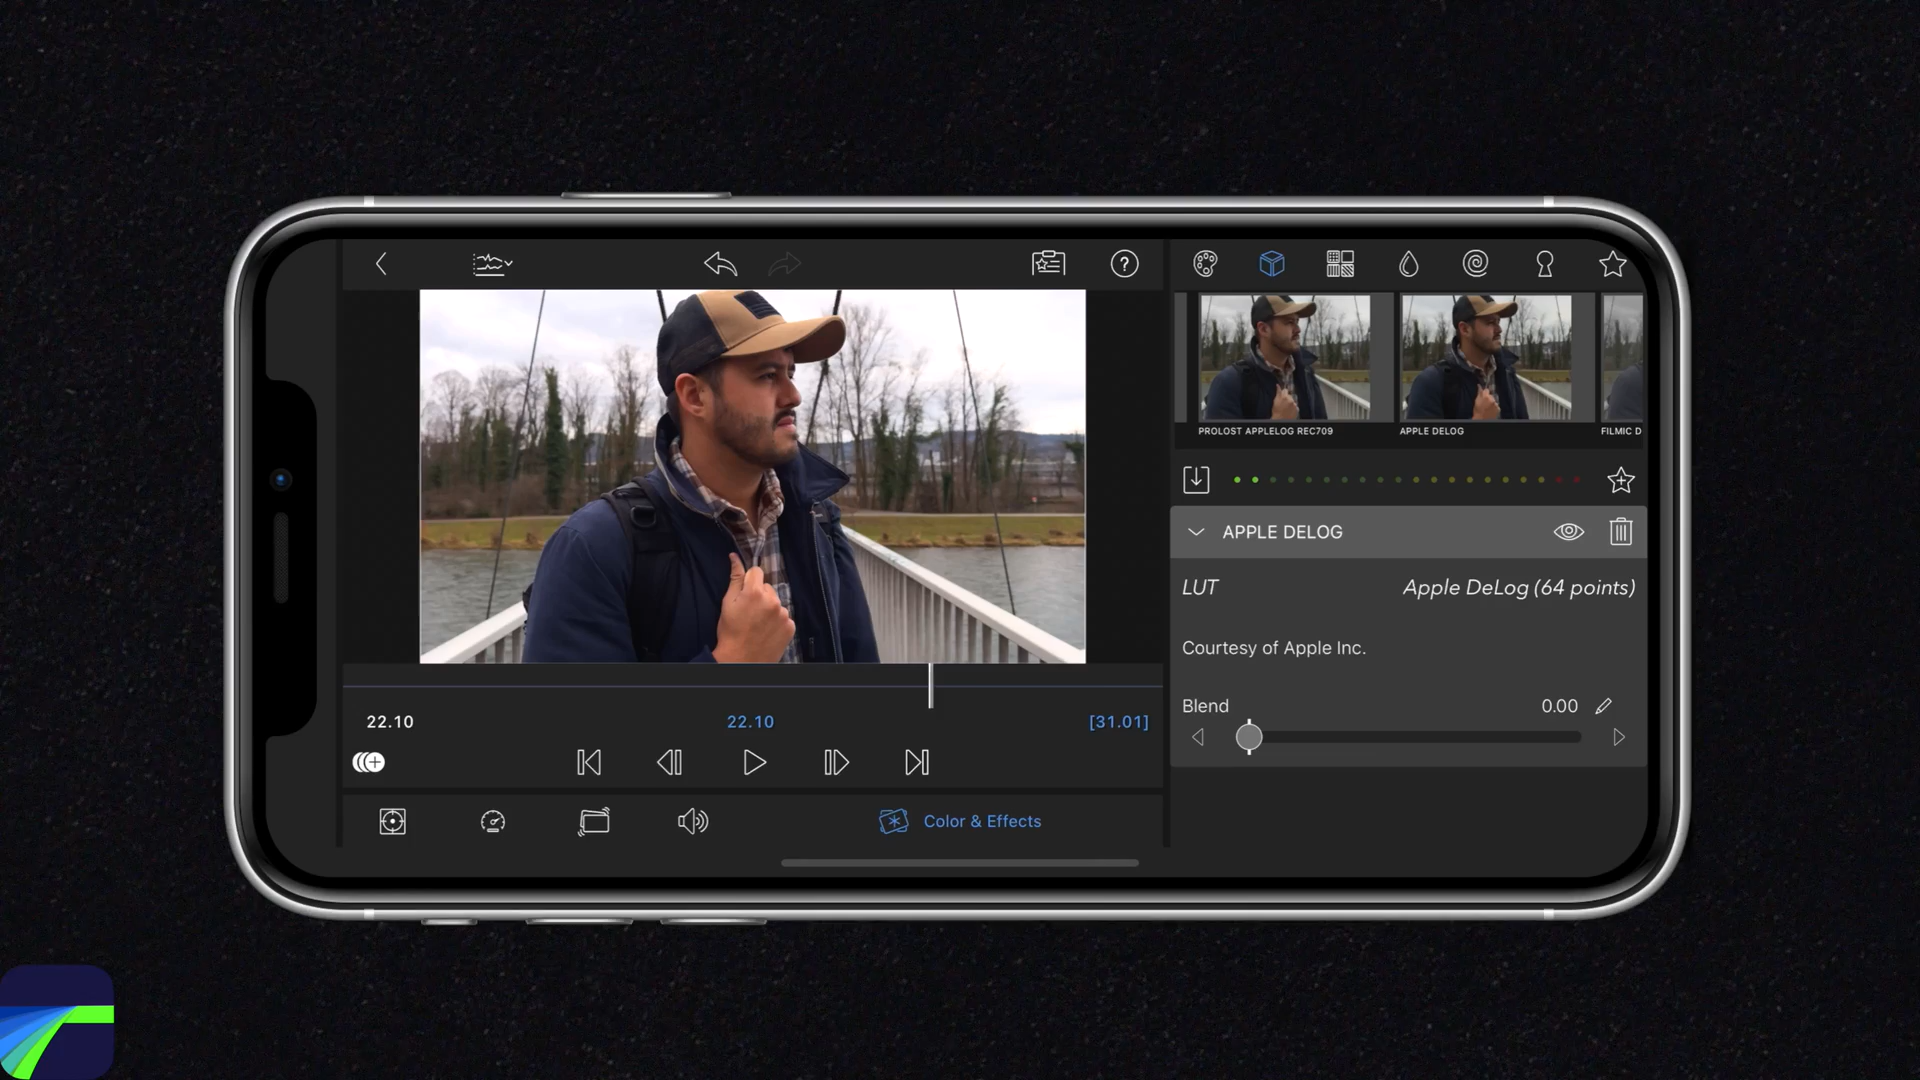 PROLOST APPLELOG REC709
APPLE DELOG
FILMIC D
APPLE DELOG
LUT
Apple DeLog (64 points)
Courtesy of Apple Inc.
Blend
0.00
22.10
22.10
[31.01]
Color & Effects